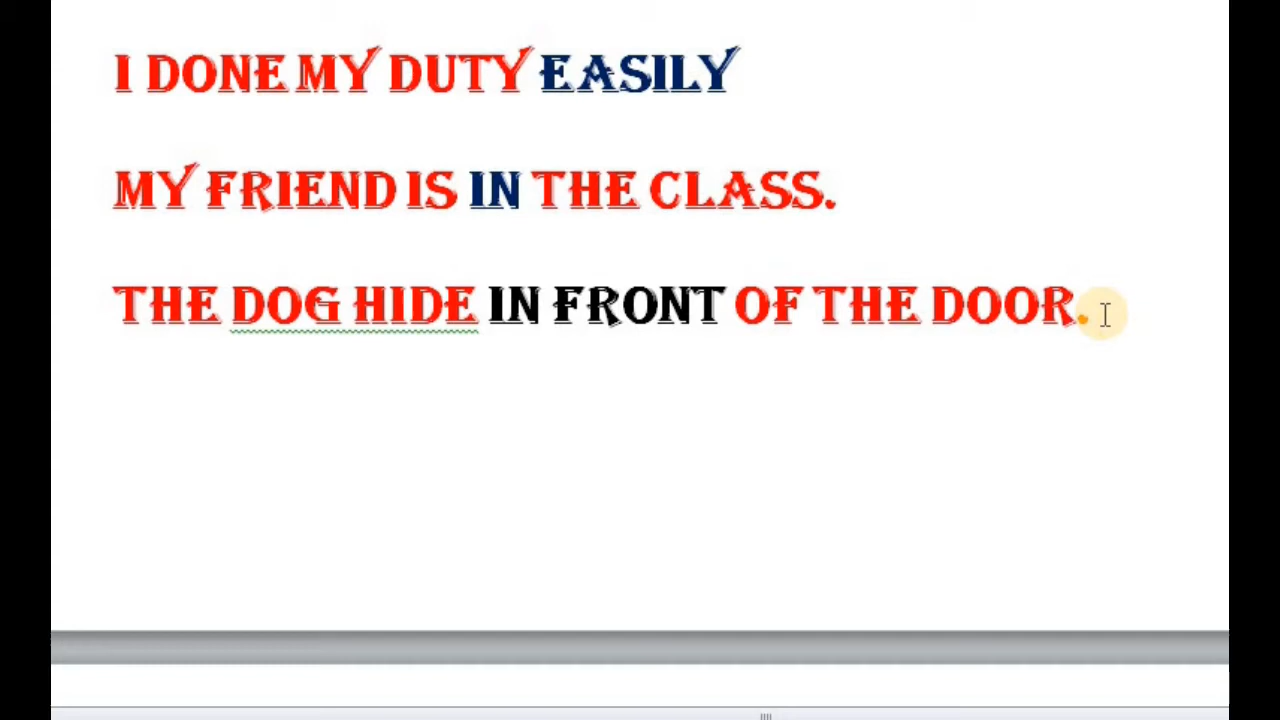 I DONE MY DUTY EASILY
MY FRIEND IS IN THE CLASS.
THE DOG HIDE IN FRONT OF THE DOOR.